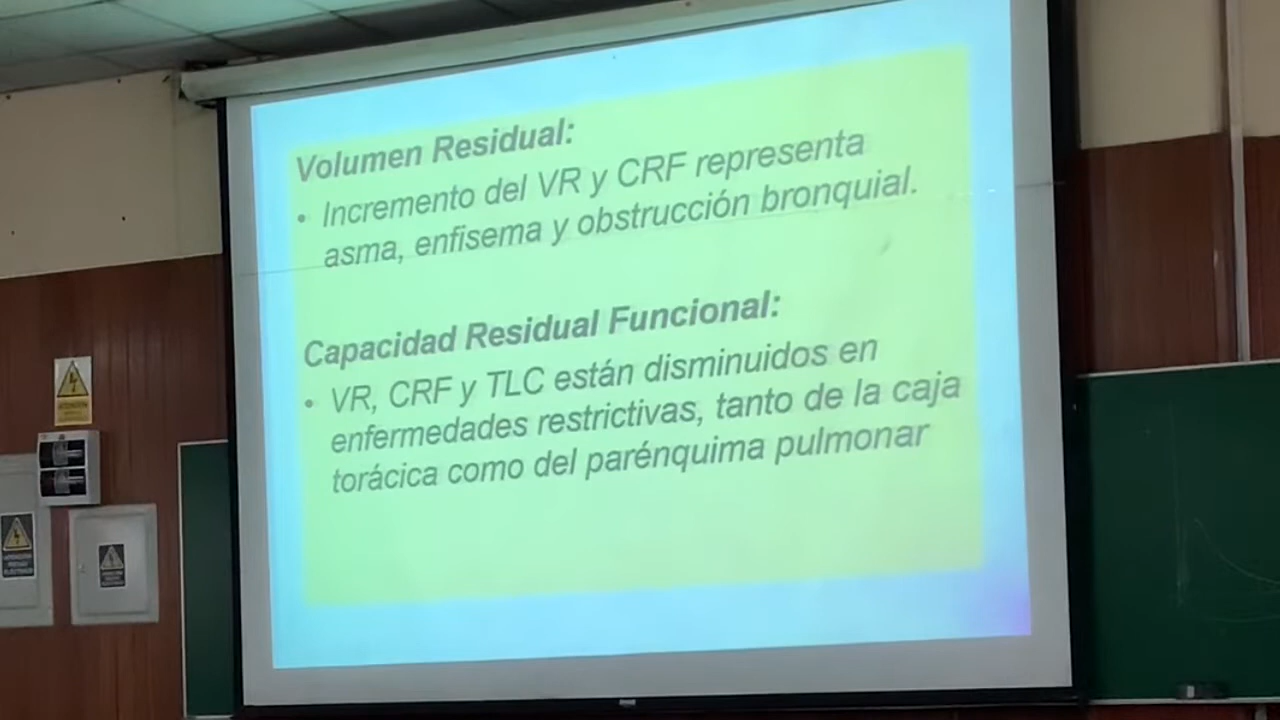 Volumen Residual:
• Incremento del VR y CRF representa
asma, enfisema y obstrucción bronquial.
Capacidad Residual Funcional:
• VR, CRF y TLC están disminuidos en
enfermedades restrictivas, tanto de la caja
torácica como del parénquima pulmonar